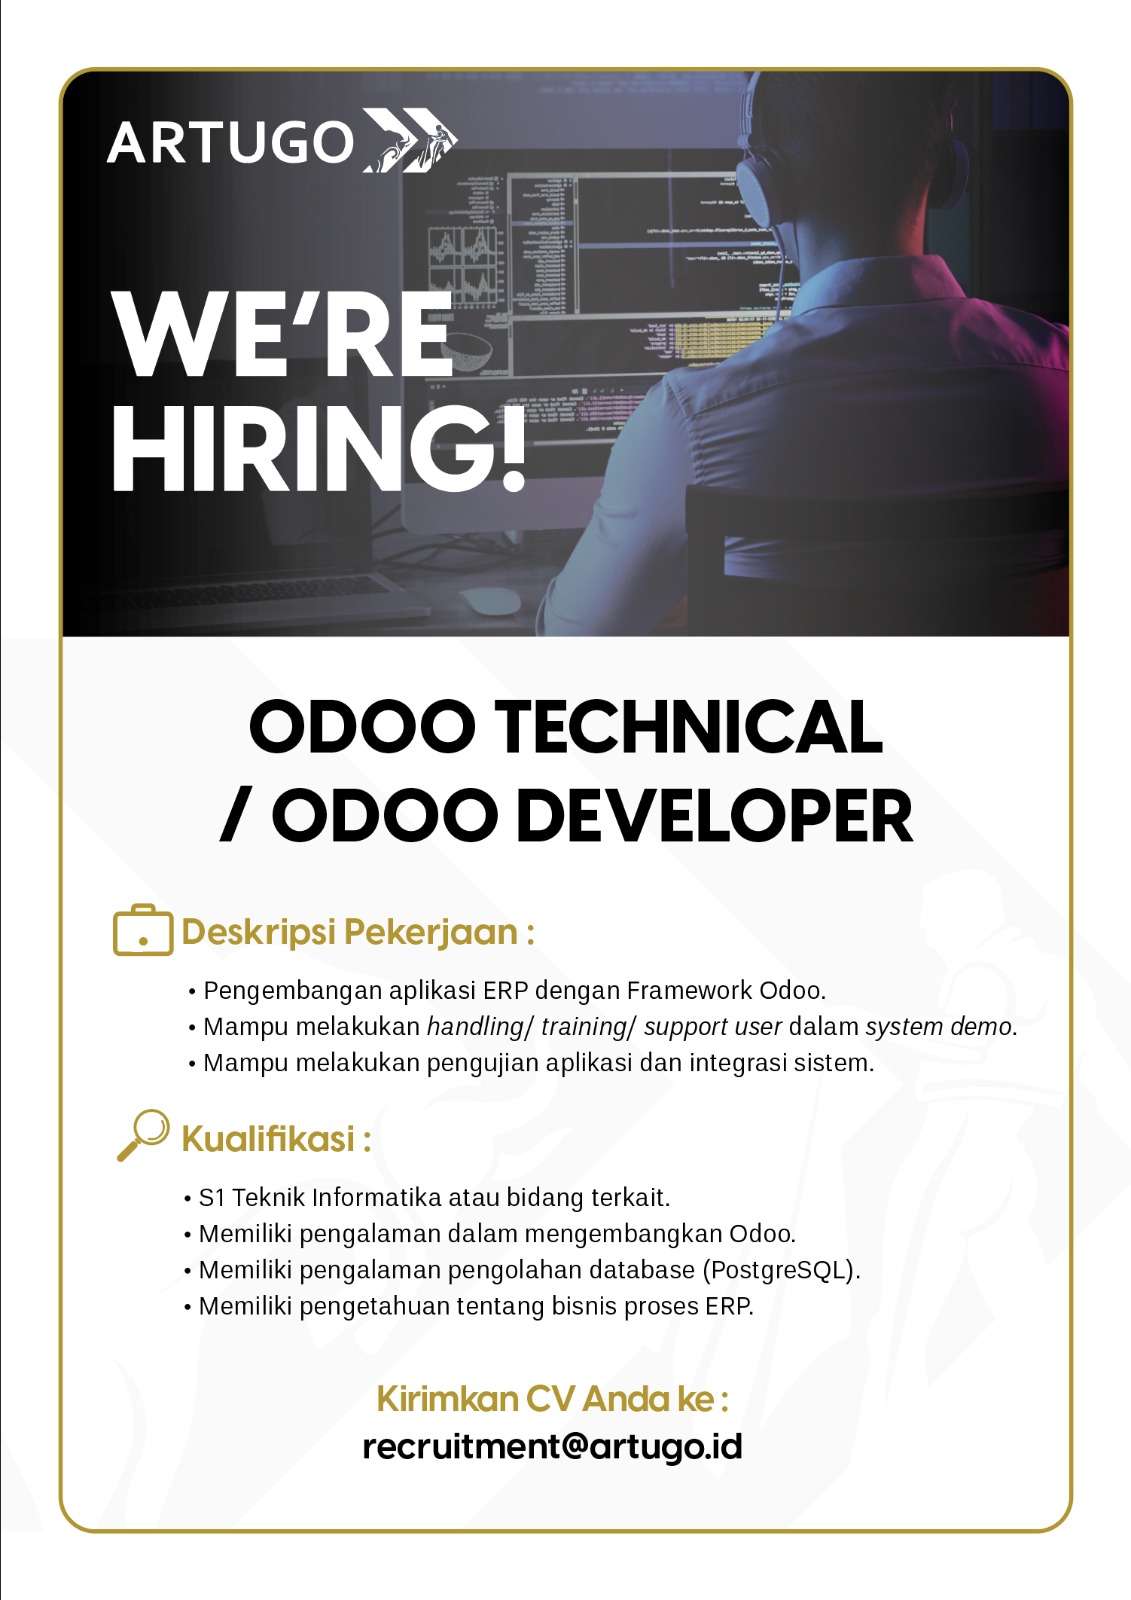 ARTUGO
WE’RE
HIRING!
ODOO TECHNICAL
/ ODOO DEVELOPER
Deskripsi Pekerjaan :
• Pengembangan aplikasi ERP dengan Framework Odoo.
• Mampu melakukan handling/ training/ support user dalam system demo.
• Mampu melakukan pengujian aplikasi dan integrasi sistem.
Kualifikasi :
• S1 Teknik Informatika atau bidang terkait.
• Memiliki pengalaman dalam mengembangkan Odoo.
• Memiliki pengalaman pengolahan database (PostgreSQL).
• Memiliki pengetahuan tentang bisnis proses ERP.
Kirimkan CV Anda ke :
recruitment@artugo.id